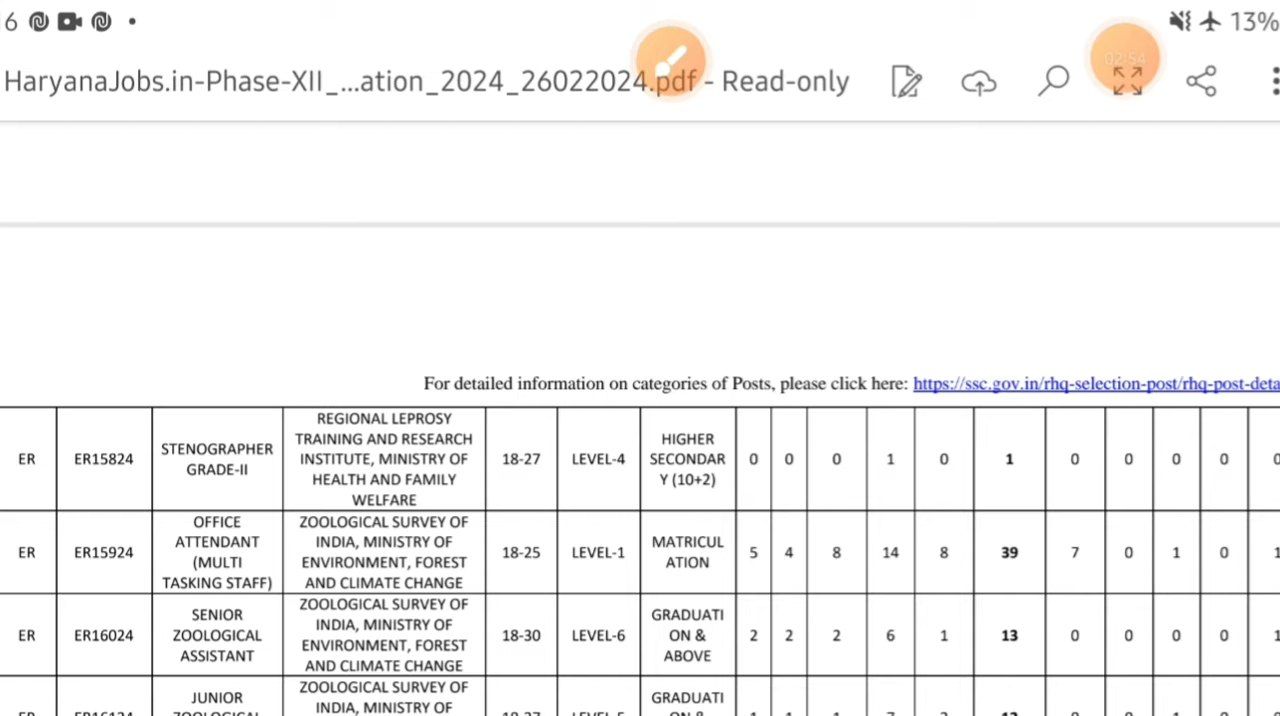 16 13%
HaryanaJobs.in-Phase-XII_...ation_2024_26022024.pdf - Read-only
02:54
For detailed information on categories of Posts, please click here: https://ssc.gov.in/rhq-selection-post/rhq-post-deta
ER ER15824 STENOGRAPHER GRADE-II REGIONAL LEPROSY TRAINING AND RESEARCH INSTITUTE, MINISTRY OF HEALTH AND FAMILY WELFARE 18-27 LEVEL-4 HIGHER SECONDAR Y (10+2) 0 0 0 1 0 1 0 0 0 0 0
ER ER15924 OFFICE ATTENDANT (MULTI TASKING STAFF) ZOOLOGICAL SURVEY OF INDIA, MINISTRY OF ENVIRONMENT, FOREST AND CLIMATE CHANGE 18-25 LEVEL-1 MATRICUL ATION 5 4 8 14 8 39 7 0 1 0 1
ER ER16024 SENIOR ZOOLOGICAL ASSISTANT ZOOLOGICAL SURVEY OF INDIA, MINISTRY OF ENVIRONMENT, FOREST AND CLIMATE CHANGE 18-30 LEVEL-6 GRADUATI ON & ABOVE 2 2 2 6 1 13 0 0 0 0 1
JUNIOR ZOOLOGICAL SURVEY OF INDIA, MINISTRY OF GRADUATI